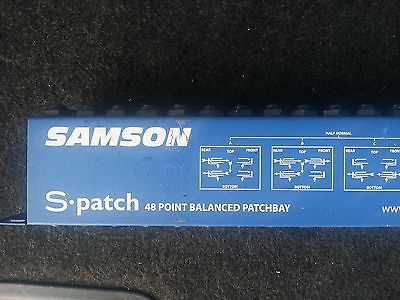 SAMSON
HALF NORMAL
A B C
REAR TOP FRONT REAR TOP FRONT REAR TOP
BOTTOM BOTTOM BOTTOM
S·patch 48 POINT BALANCED PATCHBAY WWW.